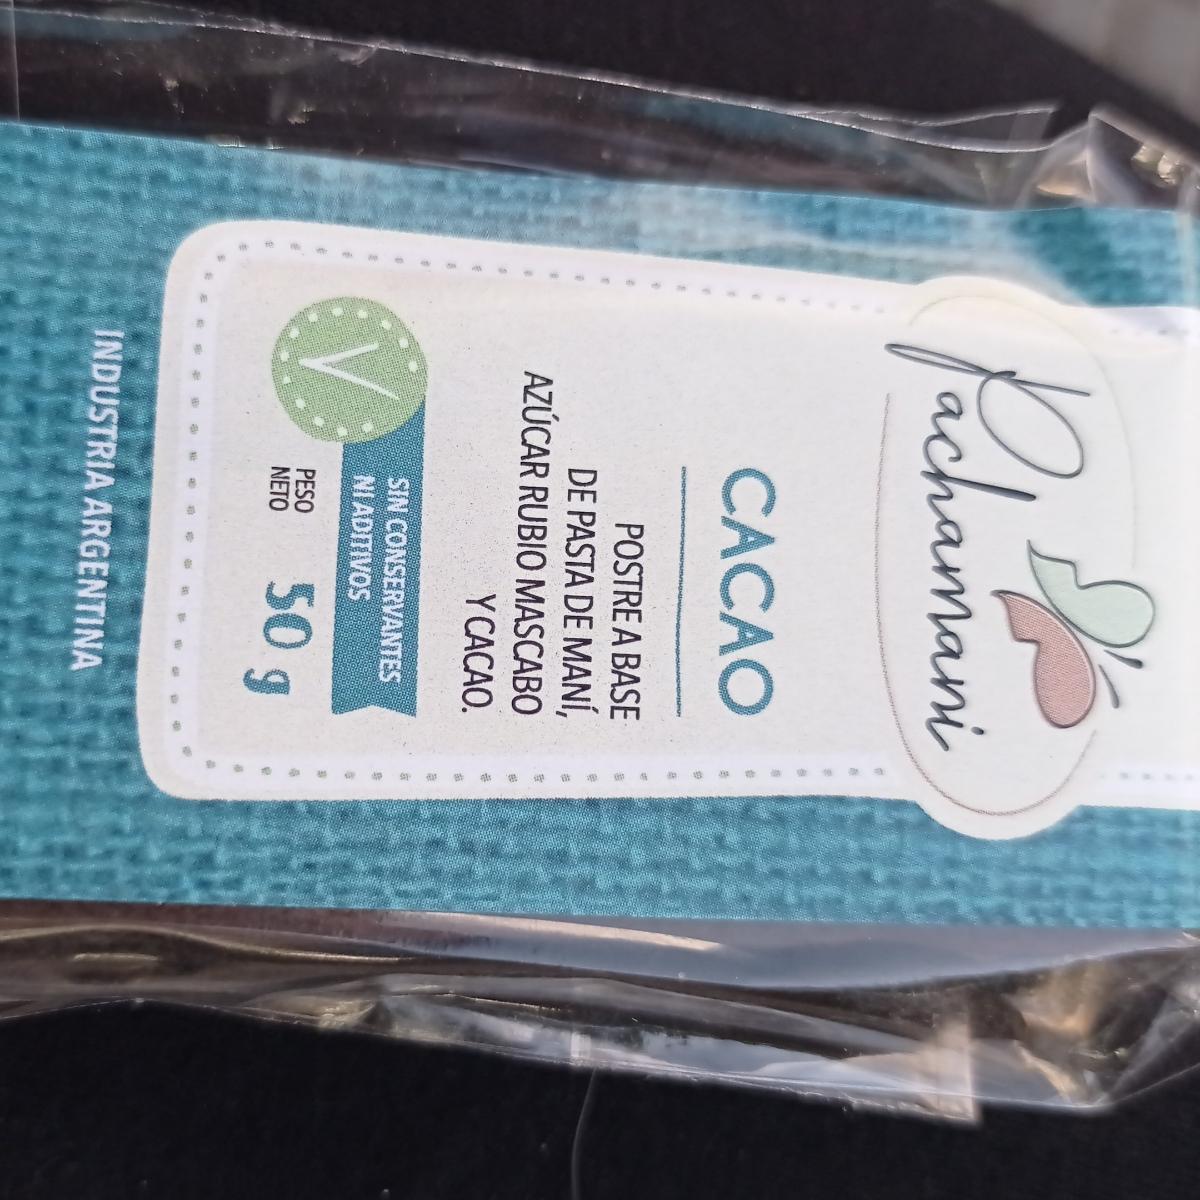 Pachamani
CACAO
POSTRE A BASE
DE PASTA DE MANÍ,
AZÚCAR RUBIO MASCABO
Y CACAO.
SIN CONSERVANTES
NI ADITIVOS
PESO
NETO
50 g
INDUSTRIA ARGENTINA